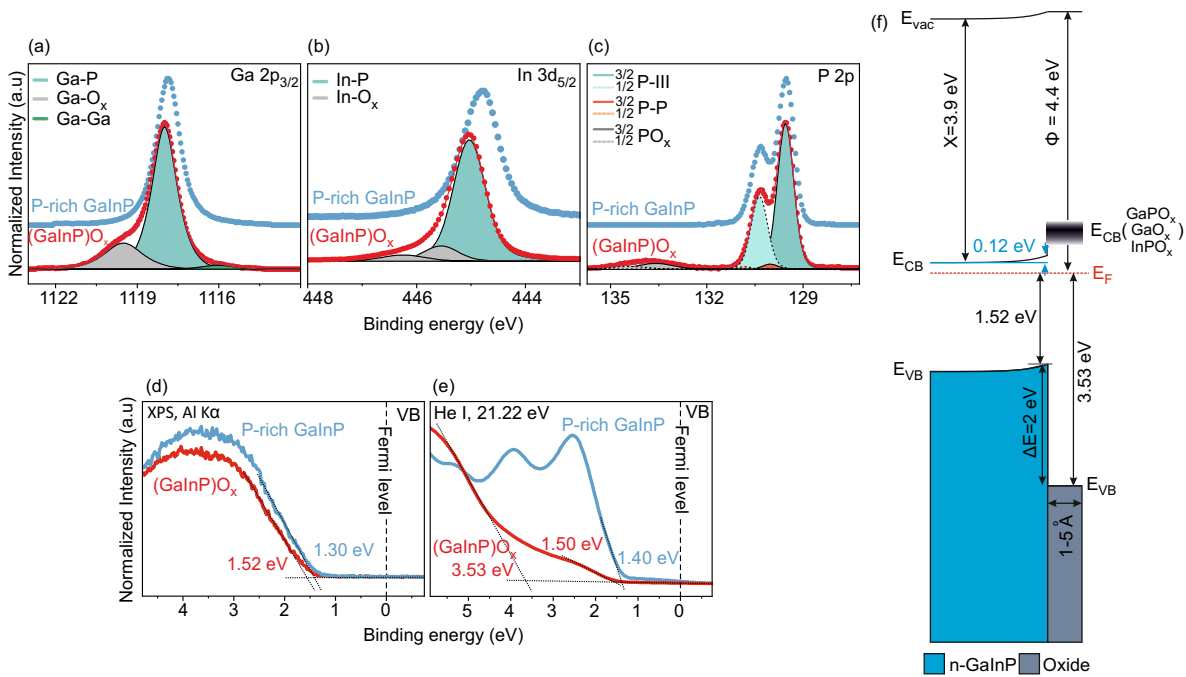 (a)
Ga 2p3/2
Ga-P
Ga-Ox
Ga-Ga
P-rich GaInP
(GaInP)Ox
1122
1119
1116
Normalized Intensity (a.u)
(b)
In 3d5/2
In-P
In-Ox
P-rich GaInP
(GaInP)Ox
448
446
444
Binding energy (eV)
(c)
P 2p
3/2
1/2 P-III
3/2
1/2 P-P
3/2
1/2 POx
P-rich GaInP
(GaInP)Ox
135
132
129
(d)
XPS, Al Kα
VB
P-rich GaInP
(GaInP)Ox
Fermi level
1.30 eV
1.52 eV
4
3
2
1
0
Normalized Intensity (a.u)
Binding energy (eV)
(e)
He I, 21.22 eV
VB
P-rich GaInP
(GaInP)Ox
Fermi level
1.50 eV
1.40 eV
3.53 eV
5
4
3
2
1
0
Binding energy (eV)
(f)
Evac
X=3.9 eV
Φ = 4.4 eV
ECB(GaPOx
GaOx)
InPOx
0.12 eV
ECB
EF
1.52 eV
3.53 eV
EVB
ΔE=2 eV
EVB
1-5 Å
n-GaInP
Oxide